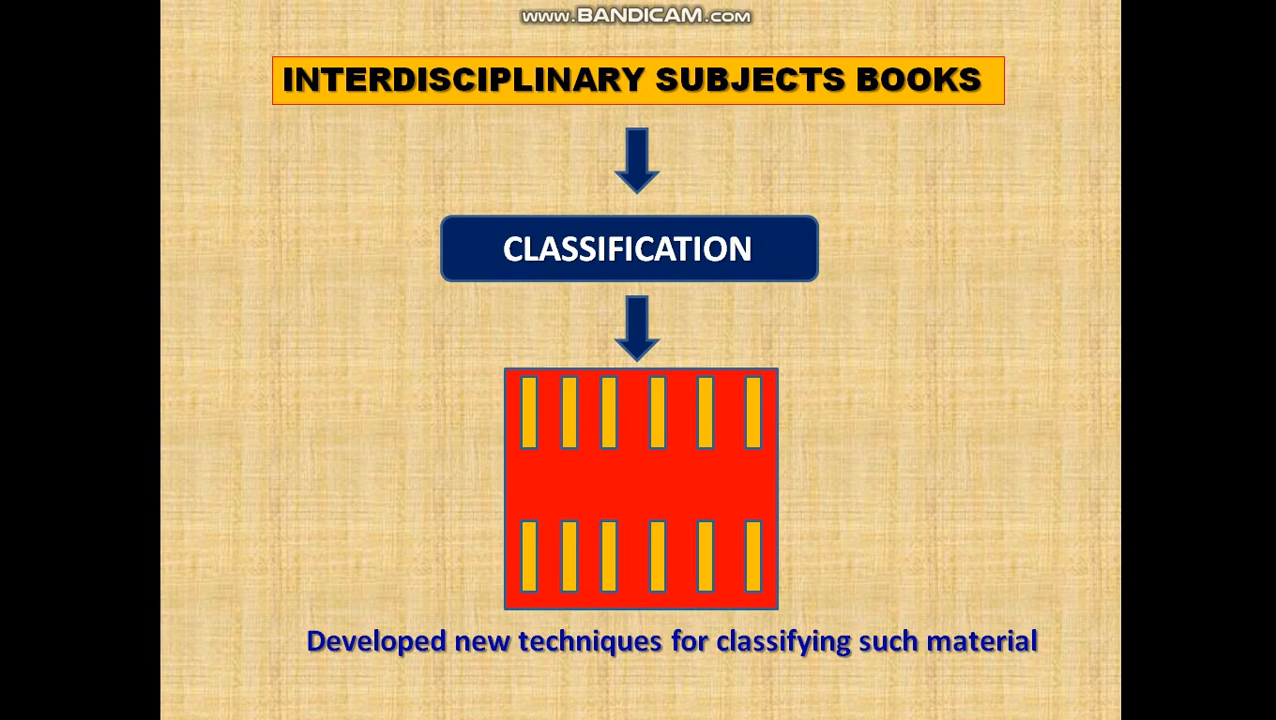 www.BANDICAM.com
INTERDISCIPLINARY SUBJECTS BOOKS
CLASSIFICATION
Developed new techniques for classifying such material